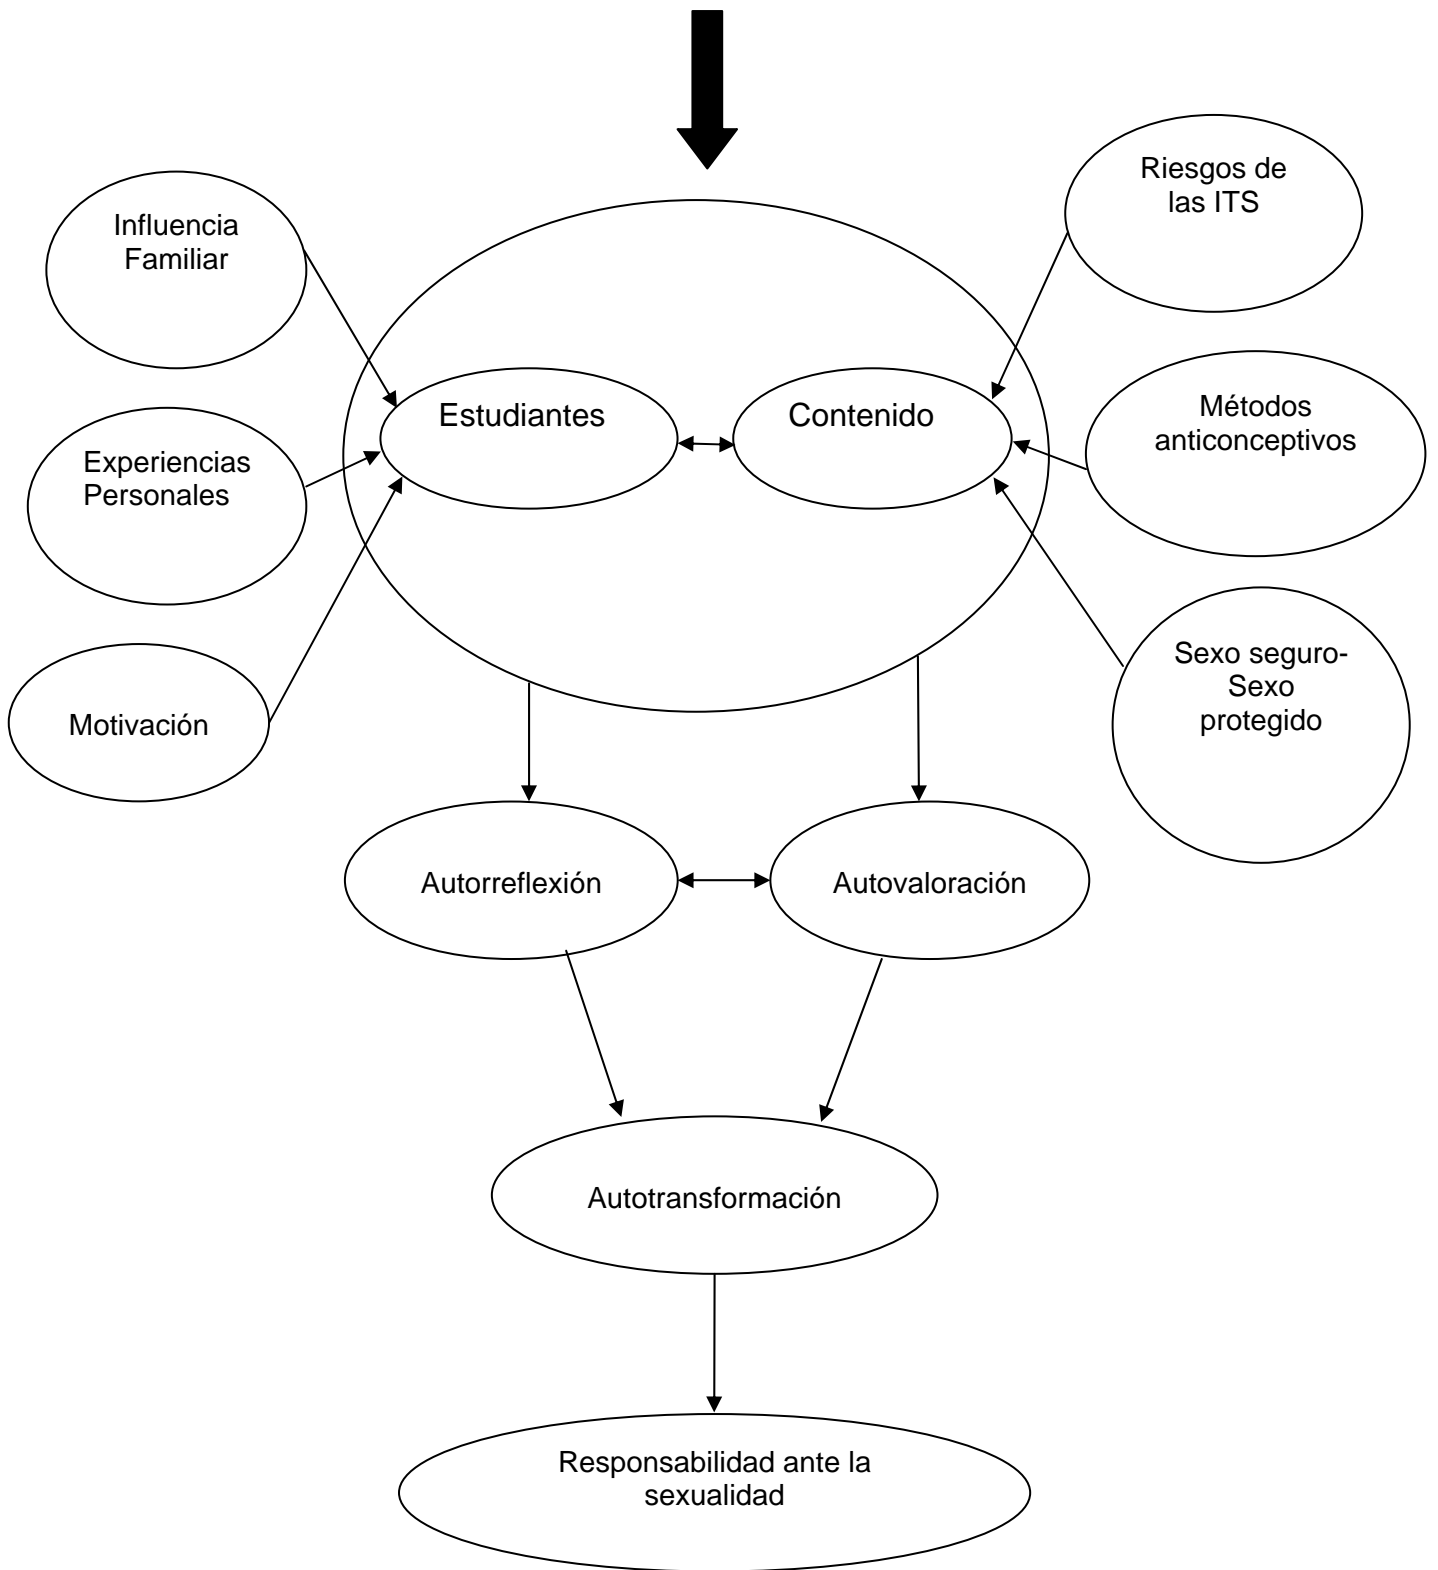 Riesgos de
las ITS
Influencia
Familiar
Estudiantes
Contenido
Métodos
anticonceptivos
Experiencias
Personales
Sexo seguro-
Sexo
protegido
Motivación
Autorreflexión
Autovaloración
Autotransformación
Responsabilidad ante la
sexualidad